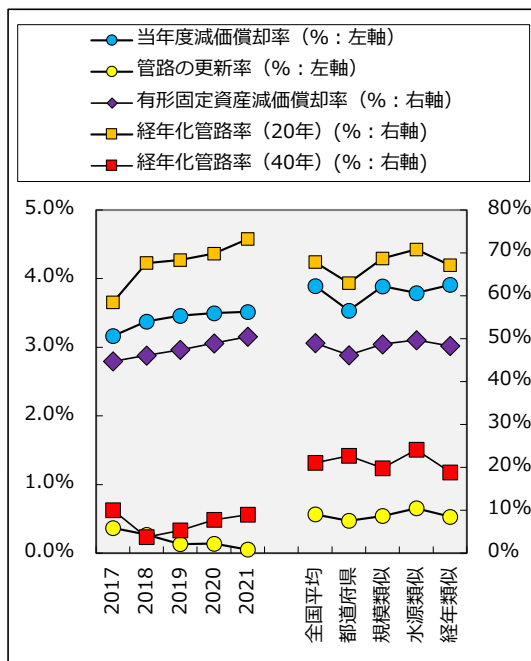 当年度減価償却率（%：左軸）
管路の更新率（%：左軸）
有形固定資産減価償却率（%：右軸）
経年化管路率（20年）(%：右軸)
経年化管路率（40年）(%：右軸)
5.0%
4.0%
3.0%
2.0%
1.0%
0.0%
80%
70%
60%
50%
40%
30%
20%
10%
0%
2017
2018
2019
2020
2021
全国平均
都道府県
規模類似
水源類似
経年類似